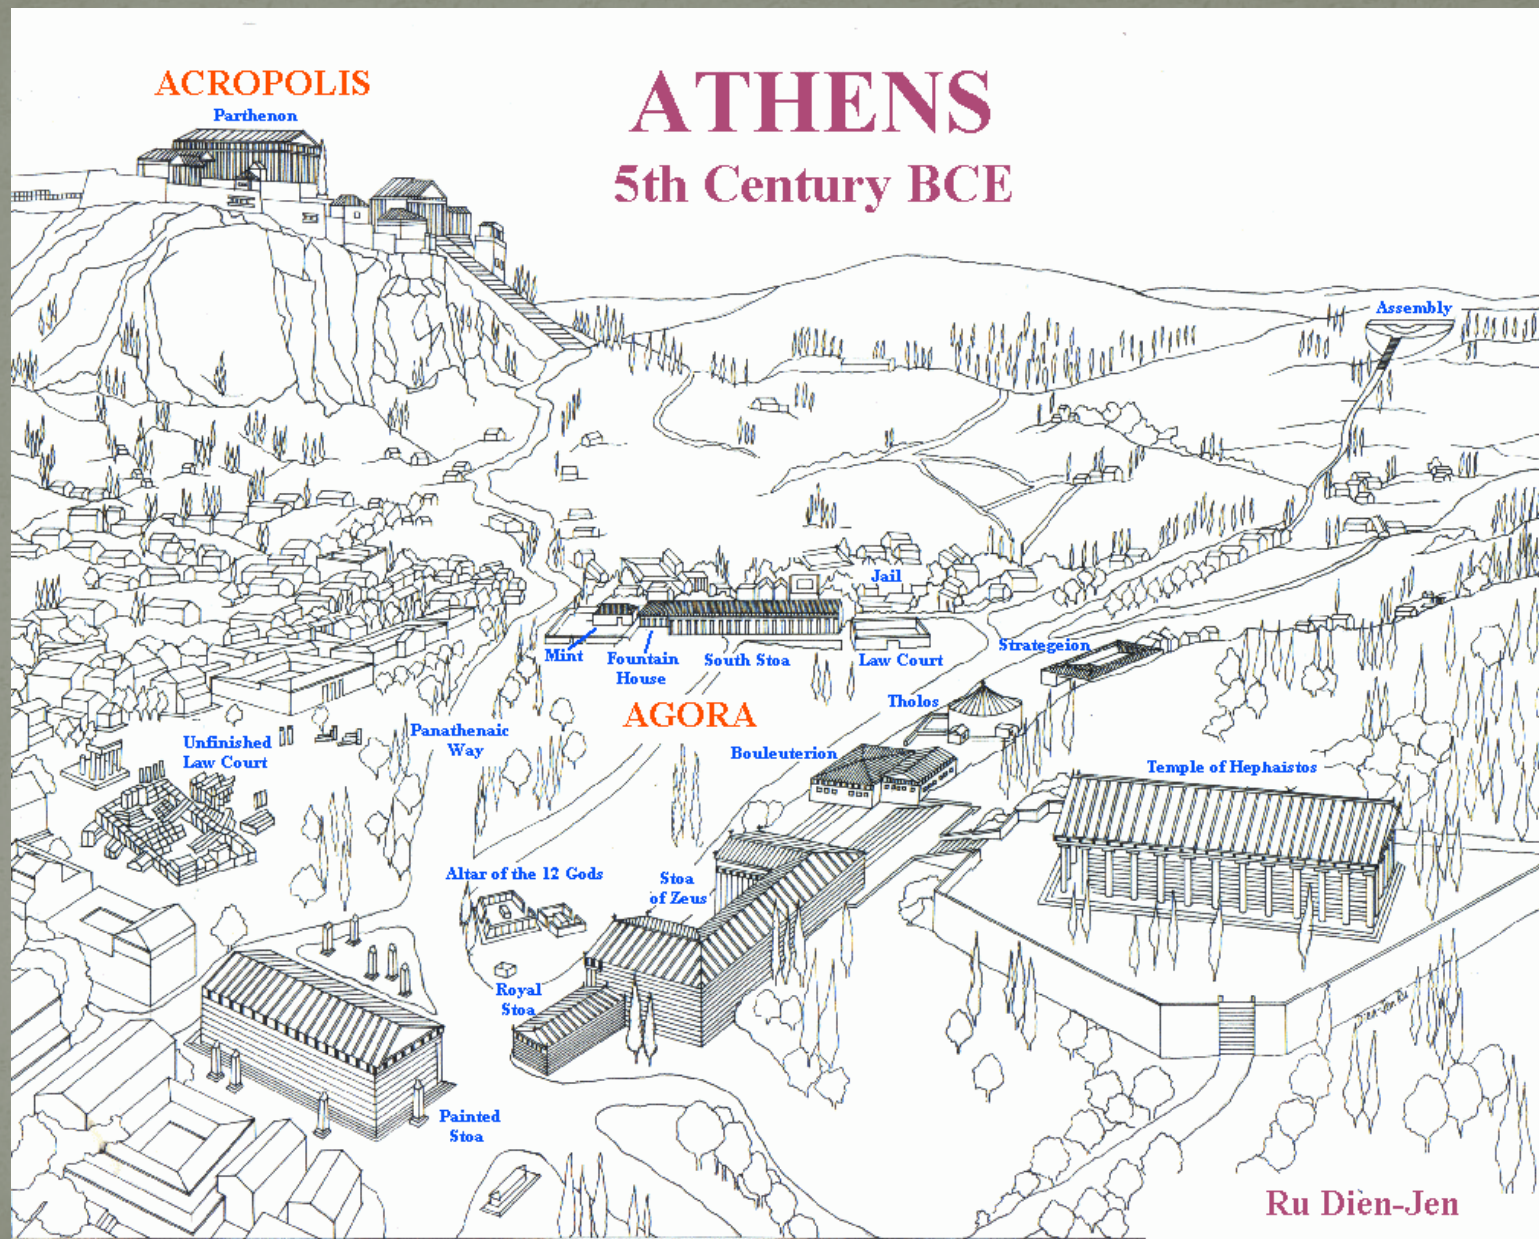 ACROPOLIS
Parthenon
ATHENS
5th Century BCE
Assembly
Jail
Mint
Fountain
House
South Stoa
Law Court
Strategeion
Tholos
AGORA
Panathenaic
Way
Unfinished
Law Court
Bouleuterion
Temple of Hephaistos
Altar of the 12 Gods
Stoa
of Zeus
Royal
Stoa
Painted
Stoa
Ru Dien-Jen